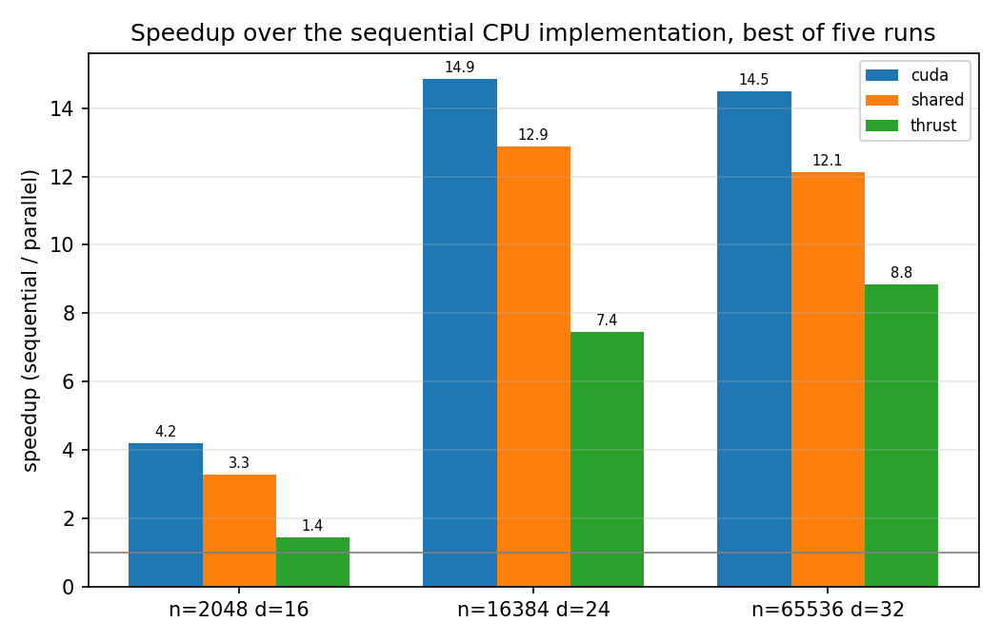 Speedup over the sequential CPU implementation, best of five runs
speedup (sequential / parallel)
14
12
10
8
6
4
2
0
4.2
3.3
1.4
14.9
12.9
7.4
14.5
12.1
8.8
cuda
shared
thrust
n=2048 d=16
n=16384 d=24
n=65536 d=32